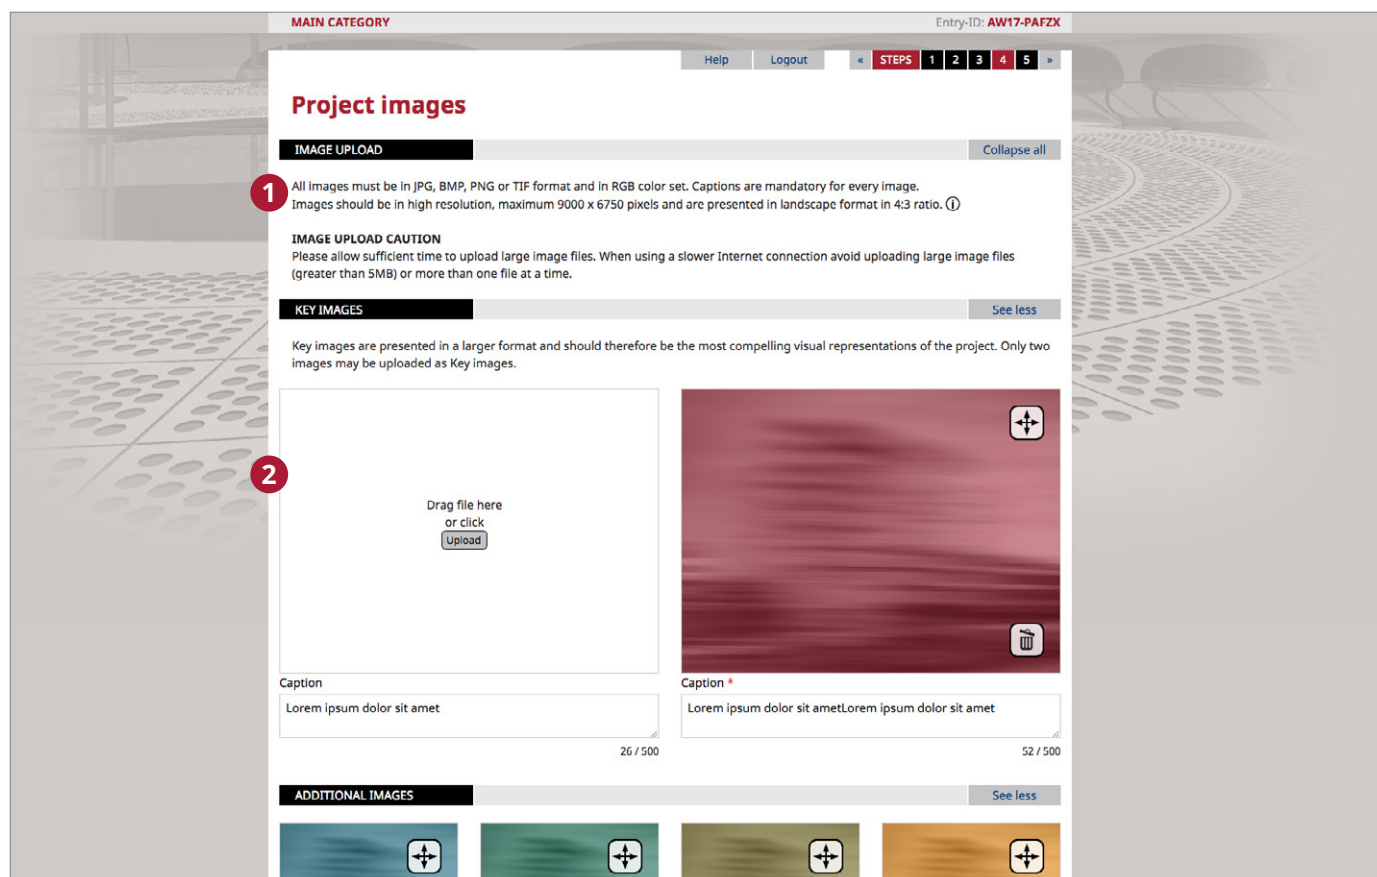 MAIN CATEGORY
Entry-ID: AW17-PAFZX
Help
Logout
« STEPS 1 2 3 4 5 »
Project images
IMAGE UPLOAD
Collapse all
1
All images must be in JPG, BMP, PNG or TIF format and in RGB color set. Captions are mandatory for every image.
Images should be in high resolution, maximum 9000 x 6750 pixels and are presented in landscape format in 4:3 ratio. i
IMAGE UPLOAD CAUTION
Please allow sufficient time to upload large image files. When using a slower Internet connection avoid uploading large image files
(greater than 5MB) or more than one file at a time.
KEY IMAGES
See less
Key images are presented in a larger format and should therefore be the most compelling visual representations of the project. Only two
images may be uploaded as Key images.
2
Drag file here
or click
Upload
Caption
Lorem ipsum dolor sit amet
26 / 500
Caption *
Lorem ipsum dolor sit ametLorem ipsum dolor sit amet
52 / 500
ADDITIONAL IMAGES
See less